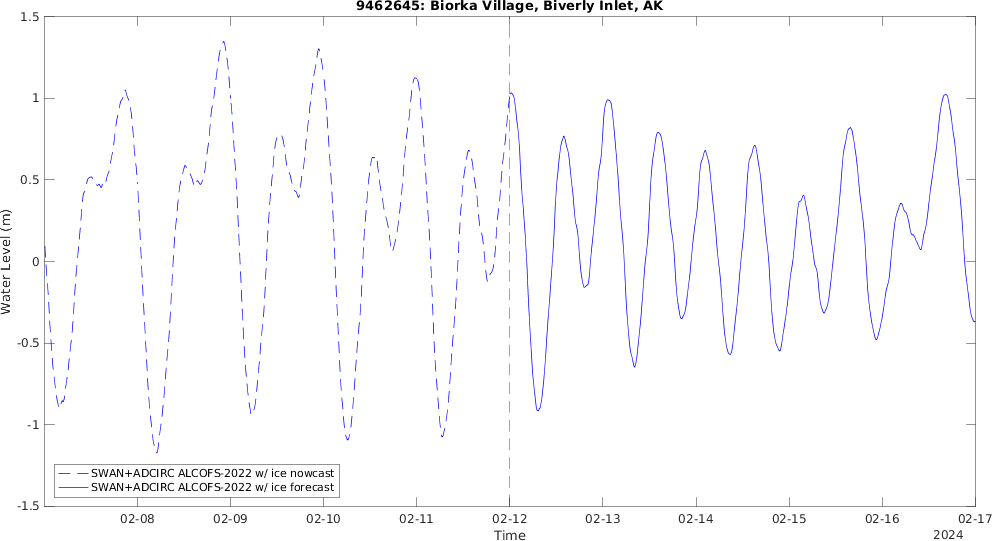 9462645: Biorka Village, Biverly Inlet, AK
Water Level (m)
1.5
1
0.5
0
-0.5
-1
-1.5
SWAN+ADCIRC ALCOFS-2022 w/ ice nowcast
SWAN+ADCIRC ALCOFS-2022 w/ ice forecast
02-08 02-09 02-10 02-11 02-12 02-13 02-14 02-15 02-16 02-17
Time
2024